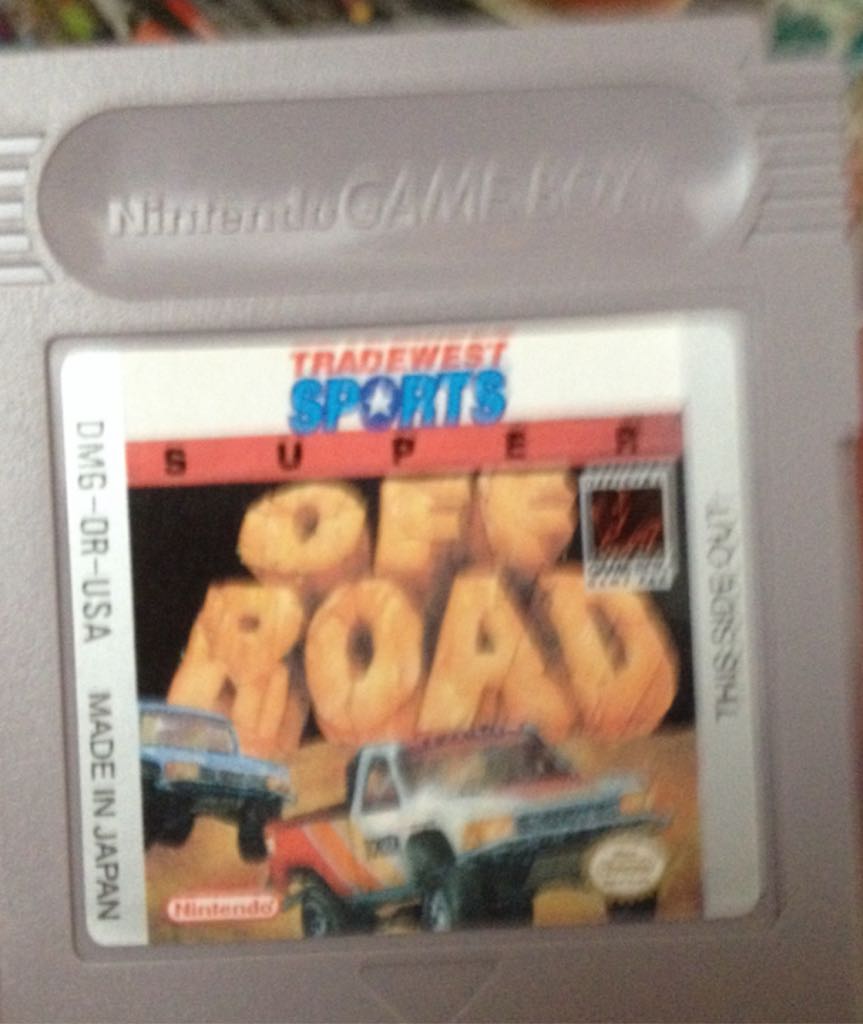 Nintendo GAME BOY
TRADEWEST
SPORTS
SUPER
OFF
ROAD
DMG-OR-USA MADE IN JAPAN
THIS SIDE OUT
Nintendo